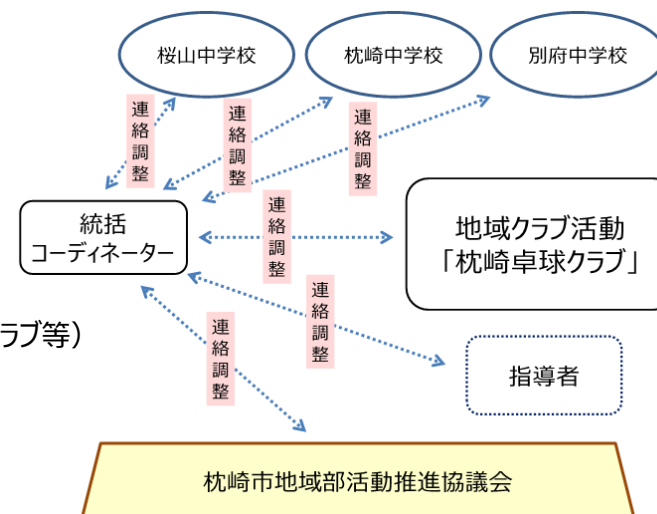 桜山中学校
枕崎中学校
別府中学校
連絡調整
連絡調整
連絡調整
統括
コーディネーター
連絡調整
地域クラブ活動
「枕崎卓球クラブ」
連絡調整
連絡調整
ラブ等）
指導者
枕崎市地域部活動推進協議会